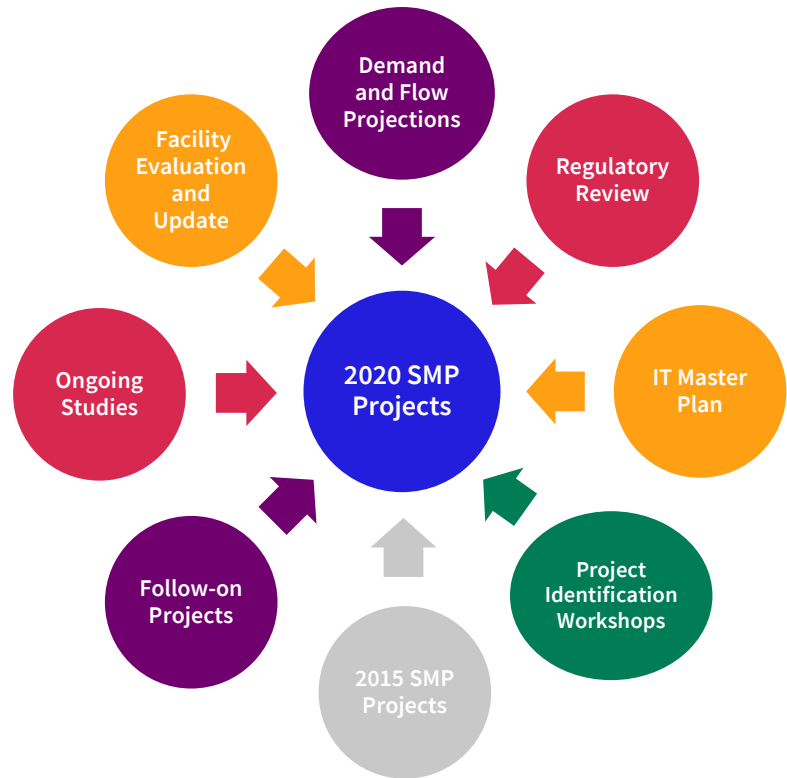 Demand
and Flow
Projections
Regulatory
Review
IT Master
Plan
Project
Identification
Workshops
2015 SMP
Projects
Follow-on
Projects
Ongoing
Studies
Facility
Evaluation
and
Update
2020 SMP
Projects